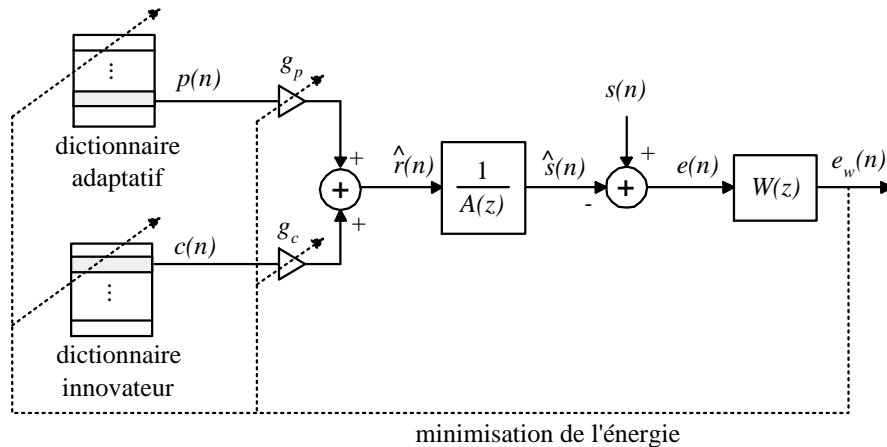 p(n)
g_p
s(n)
dictionnaire
adaptatif
+
+
r̂(n)
1
A(z)
ŝ(n)
+
-
+
e(n)
W(z)
e_w(n)
+
c(n)
g_c
dictionnaire
innovateur
minimisation de l'énergie